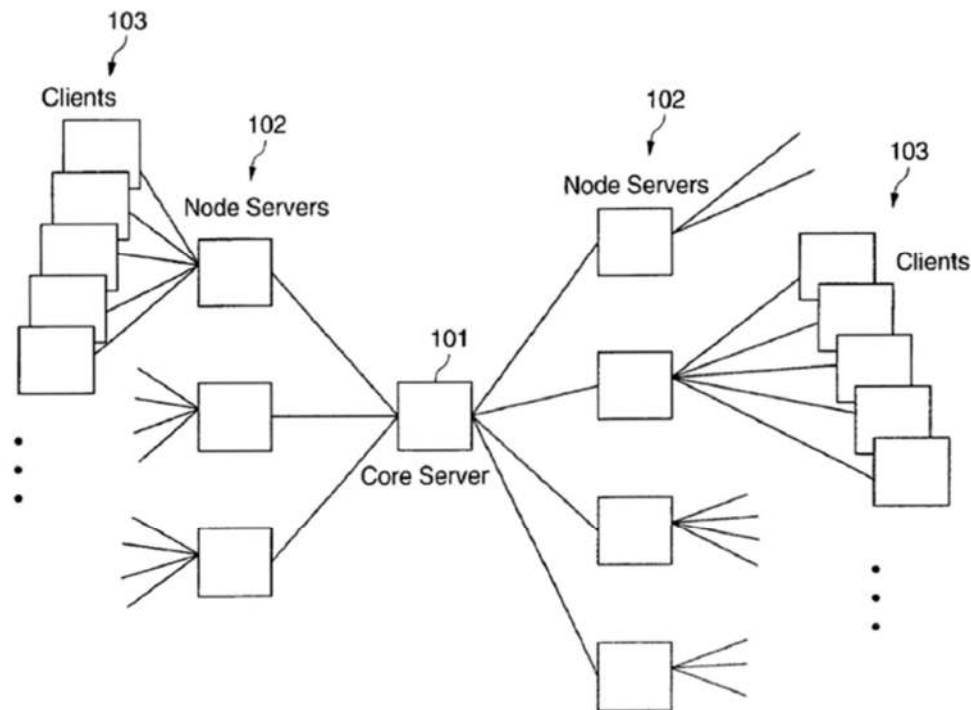 103
Clients
102
Node Servers
102
Node Servers
103
Clients
101
Core Server